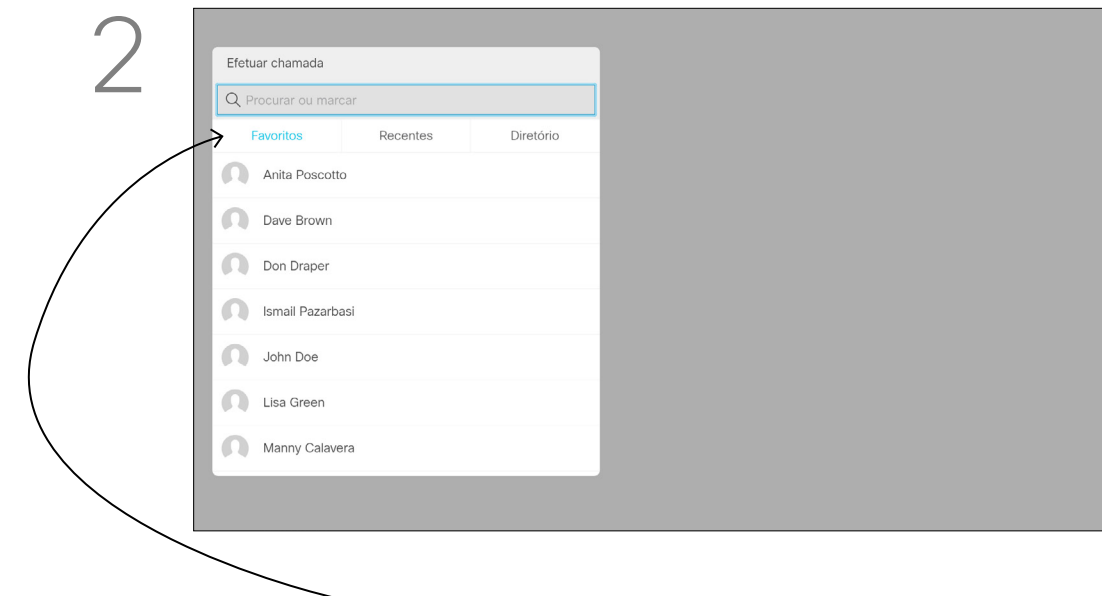 2
Efetuar chamada
Procurar ou marcar
Favoritos Recentes Diretório
Anita Poscotto
Dave Brown
Don Draper
Ismail Pazarbasi
John Doe
Lisa Green
Manny Calavera